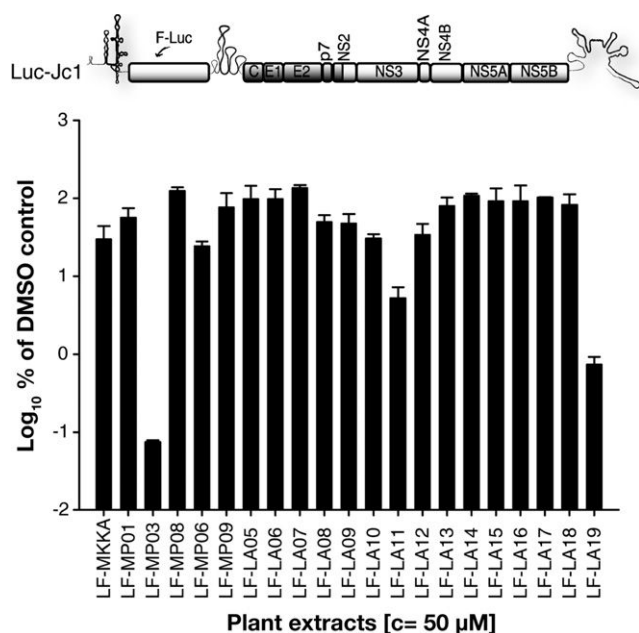 F-Luc
Luc-Jc1
C E1 E2 p7 NS2 NS3 NS4A NS4B NS5A NS5B
Log₁₀ % of DMSO control
3
2
1
0
-1
-2
LF-MKKA
LF-MP01
LF-MP03
LF-MP08
LF-MP06
LF-MP09
LF-LA05
LF-LA06
LF-LA07
LF-LA08
LF-LA09
LF-LA10
LF-LA11
LF-LA12
LF-LA13
LF-LA14
LF-LA15
LF-LA16
LF-LA17
LF-LA18
LF-LA19
Plant extracts [c= 50 µM]